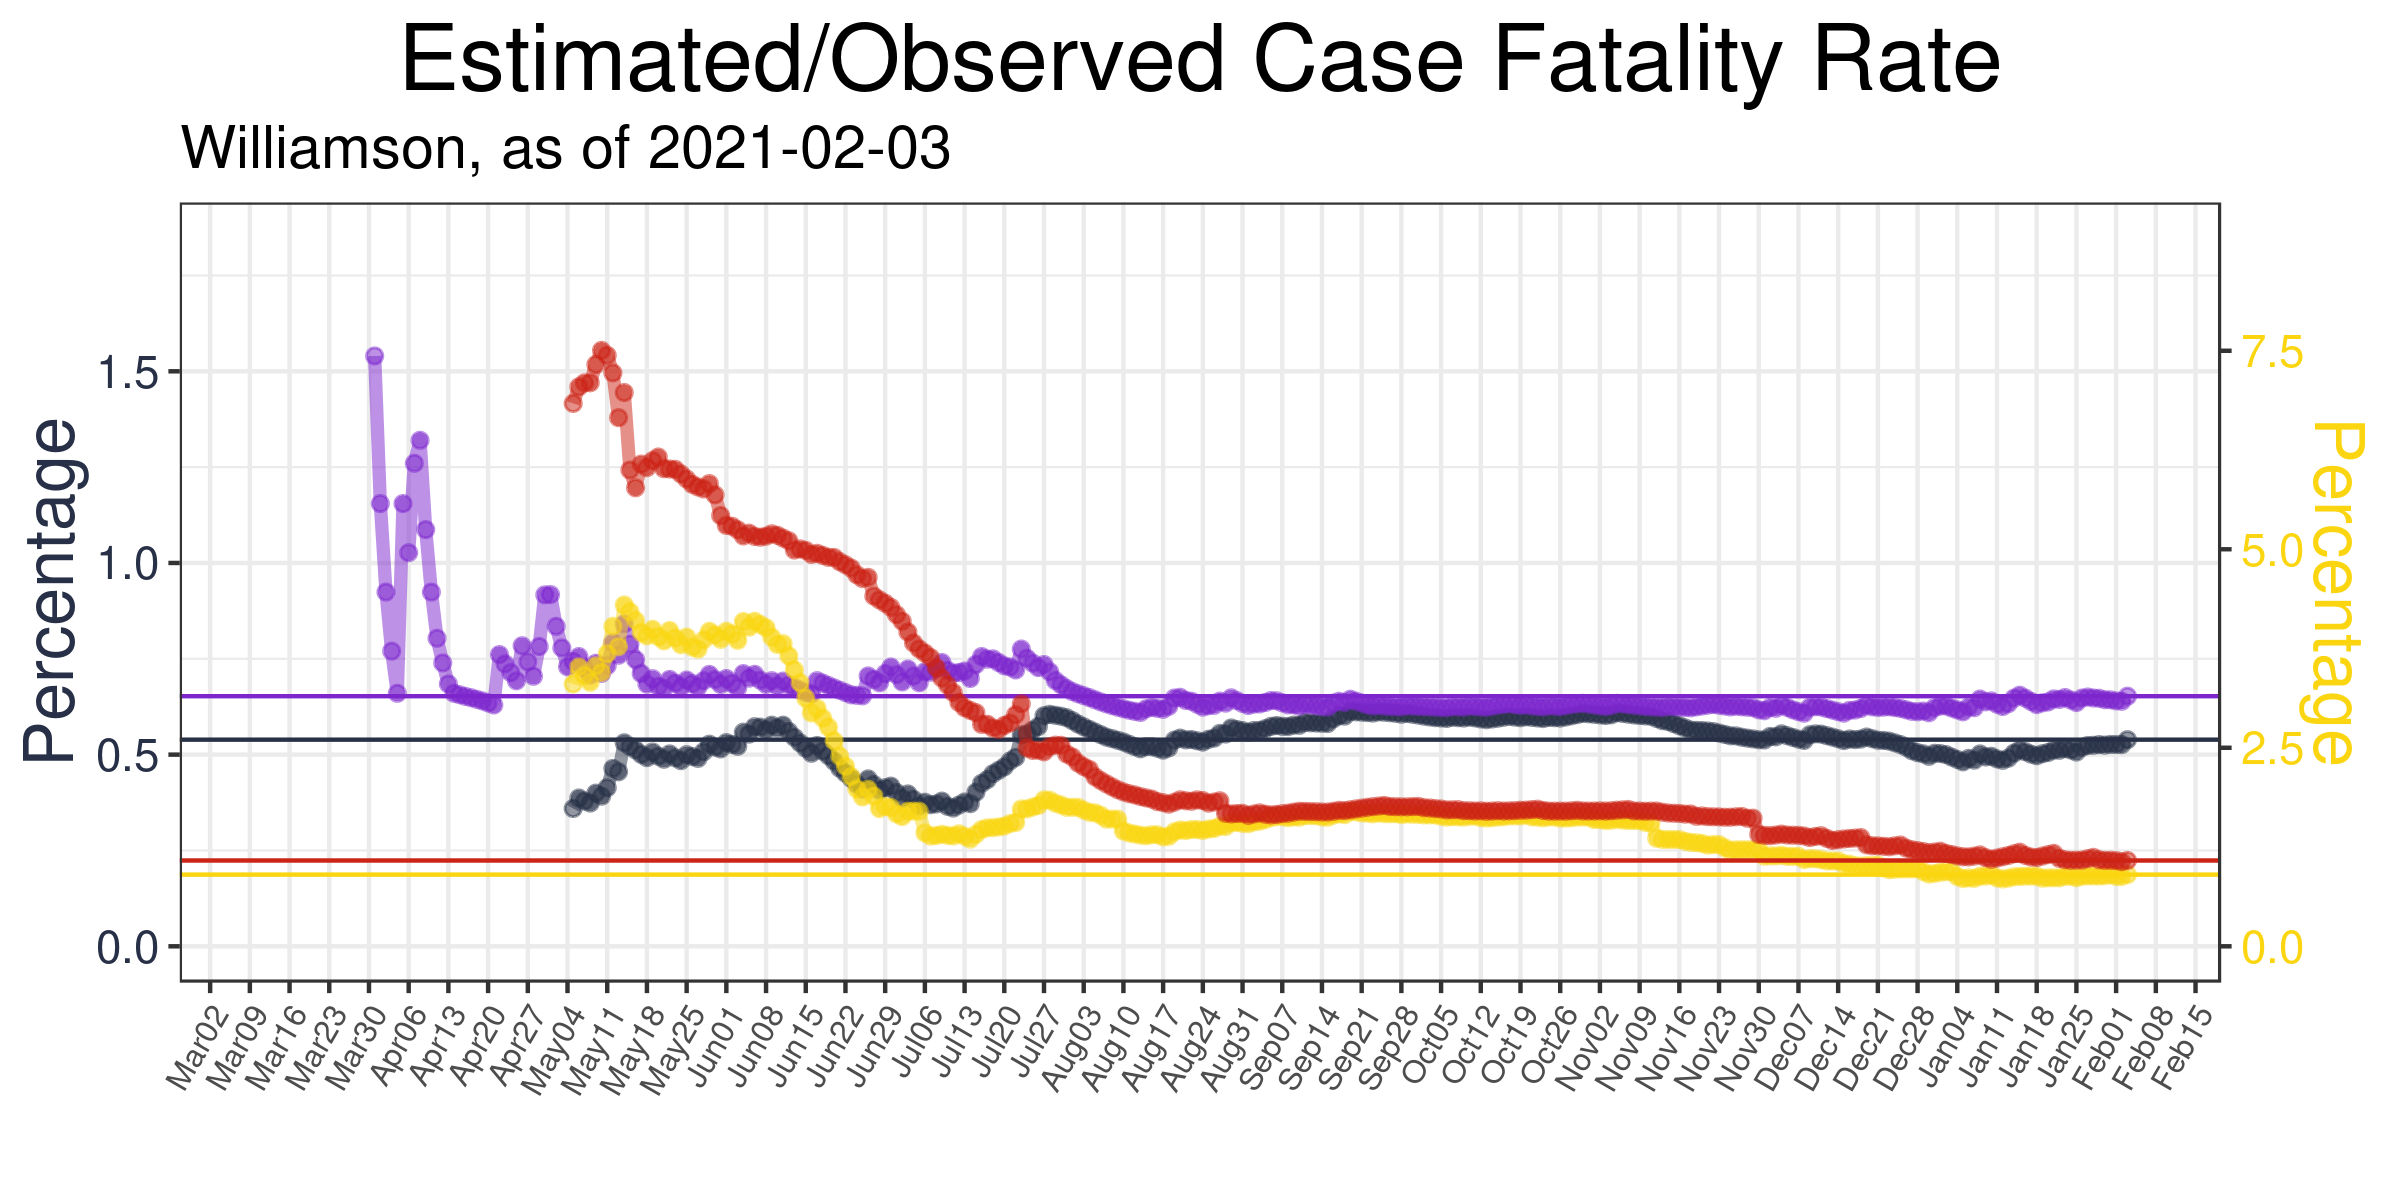 Estimated/Observed Case Fatality Rate
Williamson, as of 2021-02-03
Percentage
1.5
1.0
0.5
0.0
7.5
5.0
2.5
0.0
Percentage
Mar02
Mar09
Mar16
Mar23
Mar30
Apr06
Apr13
Apr20
Apr27
May04
May11
May18
May25
Jun01
Jun08
Jun15
Jun22
Jun29
Jul06
Jul13
Jul20
Jul27
Aug03
Aug10
Aug17
Aug24
Aug31
Sep07
Sep14
Sep21
Sep28
Oct05
Oct12
Oct19
Oct26
Nov02
Nov09
Nov16
Nov23
Nov30
Dec07
Dec14
Dec21
Dec28
Jan04
Jan11
Jan18
Jan25
Feb01
Feb08
Feb15